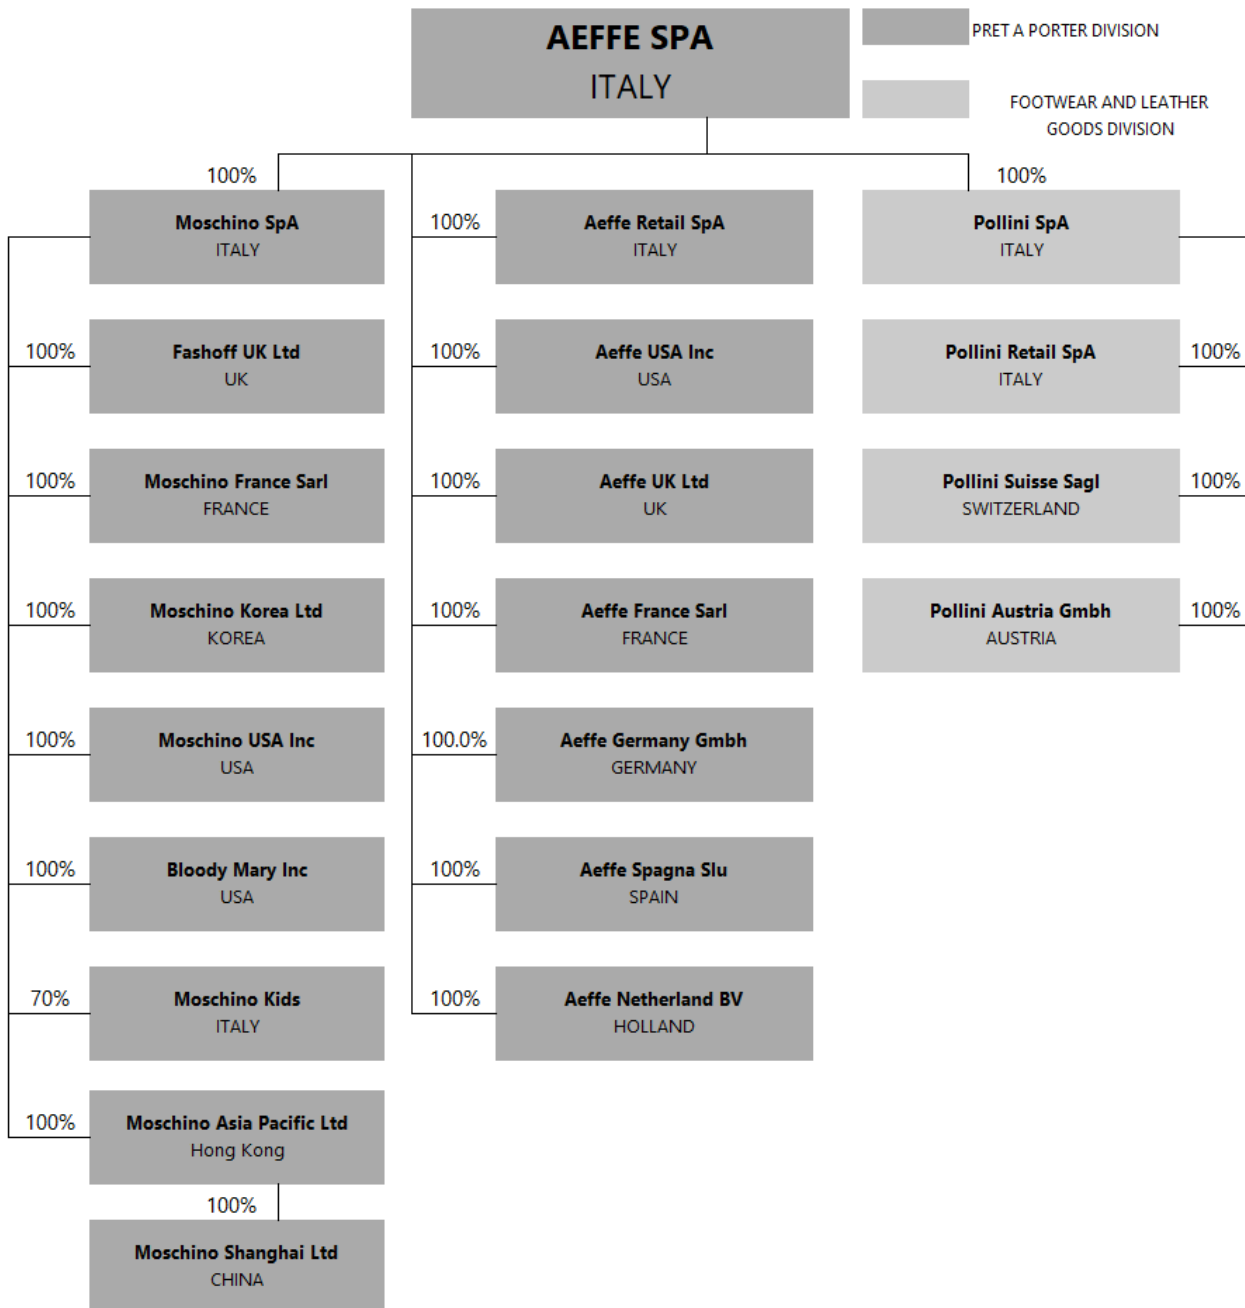 AEFFE SPA
ITALY
PRET A PORTER DIVISION
FOOTWEAR AND LEATHER
GOODS DIVISION
100%
Moschino SpA
ITALY
100%
Fashoff UK Ltd
UK
100%
Moschino France Sarl
FRANCE
100%
Moschino Korea Ltd
KOREA
100%
Moschino USA Inc
USA
100%
Bloody Mary Inc
USA
70%
Moschino Kids
ITALY
100%
Moschino Asia Pacific Ltd
Hong Kong
100%
Moschino Shanghai Ltd
CHINA
100%
Aeffe Retail SpA
ITALY
100%
Aeffe USA Inc
USA
100%
Aeffe UK Ltd
UK
100%
Aeffe France Sarl
FRANCE
100.0%
Aeffe Germany Gmbh
GERMANY
100%
Aeffe Spagna Slu
SPAIN
100%
Aeffe Netherland BV
HOLLAND
100%
Pollini SpA
ITALY
Pollini Retail SpA
ITALY
100%
Pollini Suisse Sagl
SWITZERLAND
100%
Pollini Austria Gmbh
AUSTRIA
100%